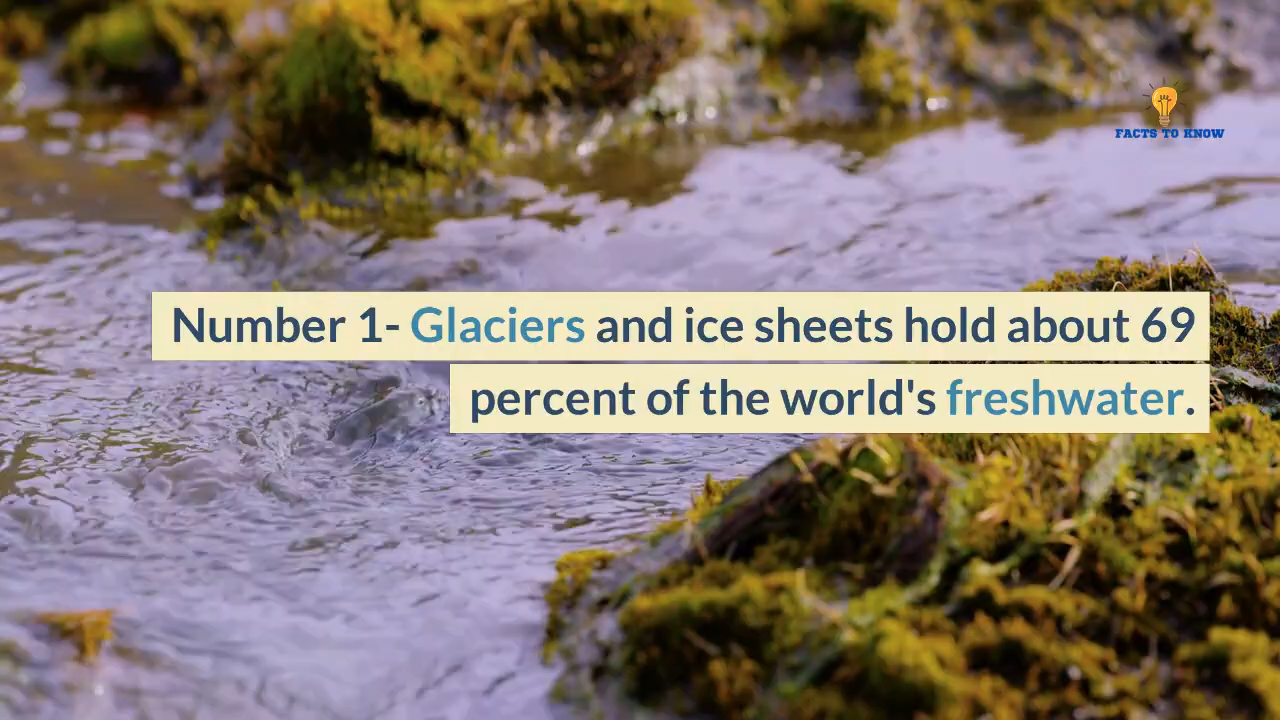 FACTS TO KNOW
Number 1- Glaciers and ice sheets hold about 69
percent of the world's freshwater.